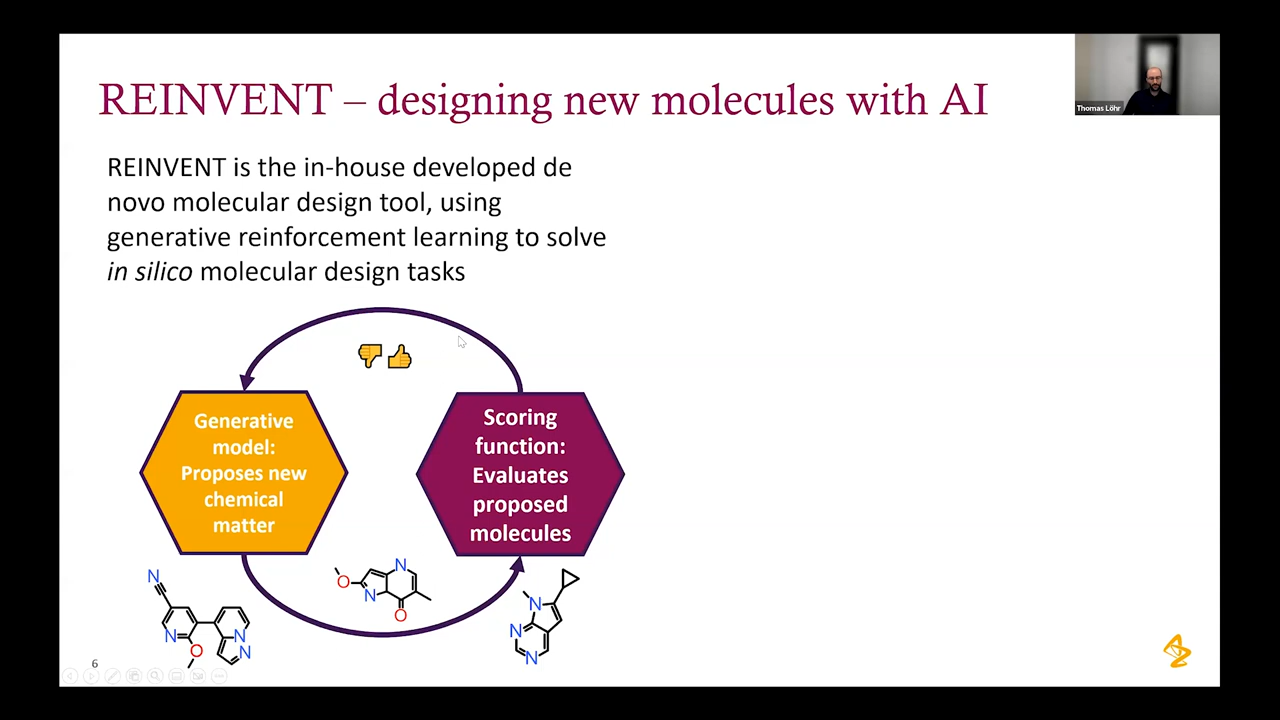 REINVENT – designing new molecules with AI
Thomas Löhr
REINVENT is the in-house developed de
novo molecular design tool, using
generative reinforcement learning to solve
in silico molecular design tasks
Generative
model:
Proposes new
chemical
matter
Scoring
function:
Evaluates
proposed
molecules
N
N
O
N
N
O
N
N
O
N
N
N
6